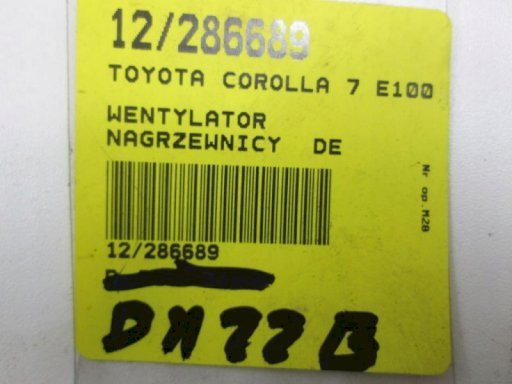 12/286689
TOYOTA COROLLA 7 E100
WENTYLATOR
NAGRZEWNICY DE
Nr op.M28
12/286689